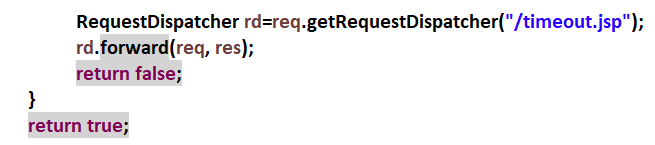 RequestDispatcher rd=req.getRequestDispatcher("/timeout.jsp");
rd.forward(req, res);
return false;
}
return true;